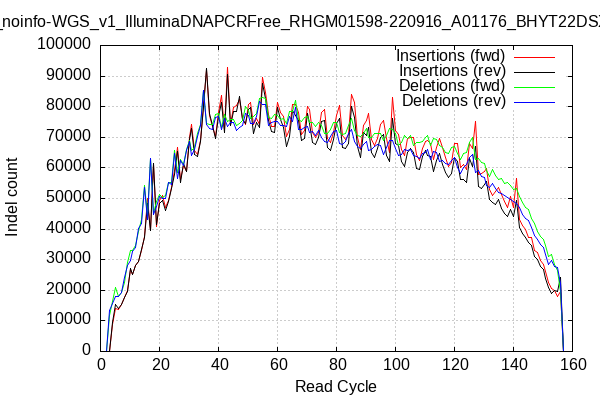 _noinfo-WGS_v1_IlluminaDNAPCRFree_RHGM01598-220916_A01176_BHYT22DSX
Insertions (fwd)
Insertions (rev)
Deletions (fwd)
Deletions (rev)
100000
90000
80000
70000
60000
50000
40000
30000
20000
10000
0
Indel count
0 20 40 60 80 100 120 140 160
Read Cycle